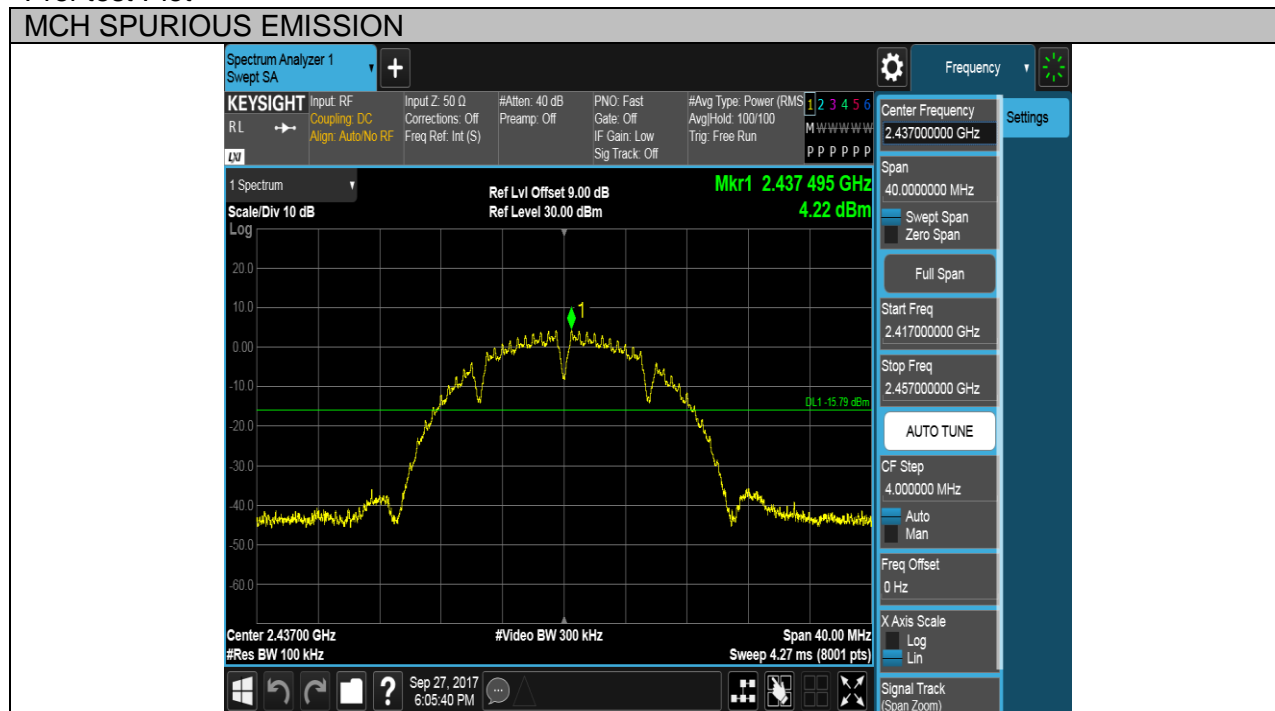 MCH SPURIOUS EMISSION
Spectrum Analyzer 1
Swept SA
+
Frequency
KEYSIGHT
RL
LXI
Input: RF
Coupling: DC
Align: Auto/No RF
Input Z: 50 Ω
Corrections: Off
Freq Ref: Int (S)
#Atten: 40 dB
Preamp: Off
PNO: Fast
Gate: Off
IF Gain: Low
Sig Track: Off
#Avg Type: Power (RMS
Avg|Hold: 100/100
Trig: Free Run
1 2 3 4 5 6
M W W W W W
P P P P P P
1 Spectrum
Scale/Div 10 dB
Log
Ref Lvl Offset 9.00 dB
Ref Level 30.00 dBm
Mkr1 2.437 495 GHz
4.22 dBm
20.0
10.0
0.00
-10.0
-20.0
-30.0
-40.0
-50.0
-60.0
1
DL1 -15.79 dBm
Center 2.43700 GHz
#Res BW 100 kHz
#Video BW 300 kHz
Span 40.00 MHz
Sweep 4.27 ms (8001 pts)
?
Sep 27, 2017
6:05:40 PM
Center Frequency
2.437000000 GHz
Span
40.0000000 MHz
Swept Span
Zero Span
Full Span
Start Freq
2.417000000 GHz
Stop Freq
2.457000000 GHz
AUTO TUNE
CF Step
4.000000 MHz
Auto
Man
Freq Offset
0 Hz
X Axis Scale
Log
Lin
Signal Track
(Span Zoom)
Settings